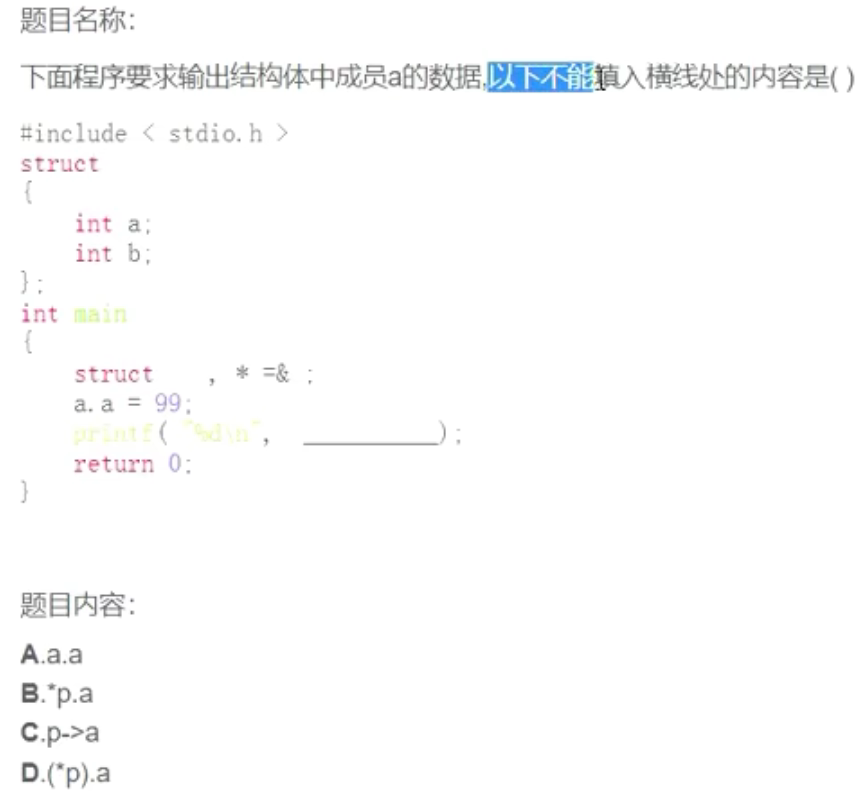 题目名称：
下面程序要求输出结构体中成员a的数据,以下不能填入横线处的内容是( )
#include < stdio.h >
struct
{
int a;
int b;
};
int main
{
struct , * =& ;
a.a = 99;
printf( "%d\n", __________);
return 0;
}
题目内容：
A.a.a
B.*p.a
C.p->a
D.(*p).a